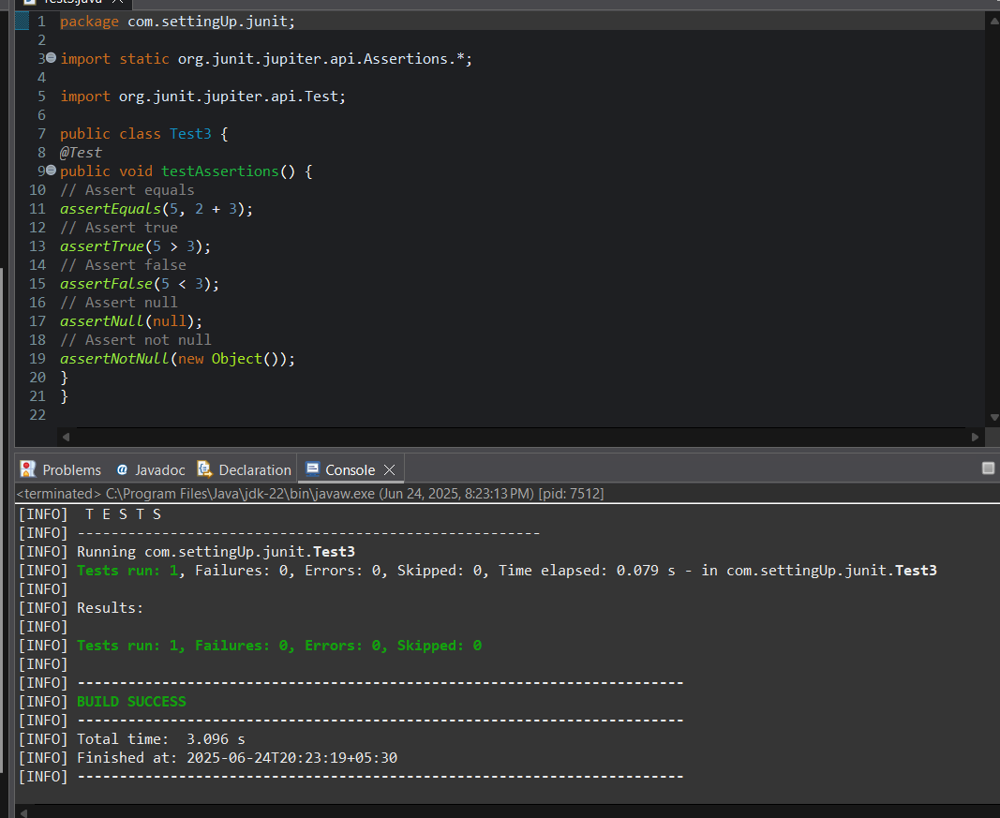 Test3.java
1 package com.settingUp.junit;
2
3 import static org.junit.jupiter.api.Assertions.*;
4
5 import org.junit.jupiter.api.Test;
6
7 public class Test3 {
8 @Test
9 public void testAssertions() {
10 // Assert equals
11 assertEquals(5, 2 + 3);
12 // Assert true
13 assertTrue(5 > 3);
14 // Assert false
15 assertFalse(5 < 3);
16 // Assert null
17 assertNull(null);
18 // Assert not null
19 assertNotNull(new Object());
20 }
21 }
22
Problems @ Javadoc Declaration Console
<terminated> C:\Program Files\Java\jdk-22\bin\javaw.exe (Jun 24, 2025, 8:23:13 PM) [pid: 7512]
[INFO]  T E S T S
[INFO] -------------------------------------------------------
[INFO] Running com.settingUp.junit.Test3
[INFO] Tests run: 1, Failures: 0, Errors: 0, Skipped: 0, Time elapsed: 0.079 s - in com.settingUp.junit.Test3
[INFO]
[INFO] Results:
[INFO]
[INFO] Tests run: 1, Failures: 0, Errors: 0, Skipped: 0
[INFO]
[INFO] ------------------------------------------------------------------------
[INFO] BUILD SUCCESS
[INFO] ------------------------------------------------------------------------
[INFO] Total time:  3.096 s
[INFO] Finished at: 2025-06-24T20:23:19+05:30
[INFO] ------------------------------------------------------------------------